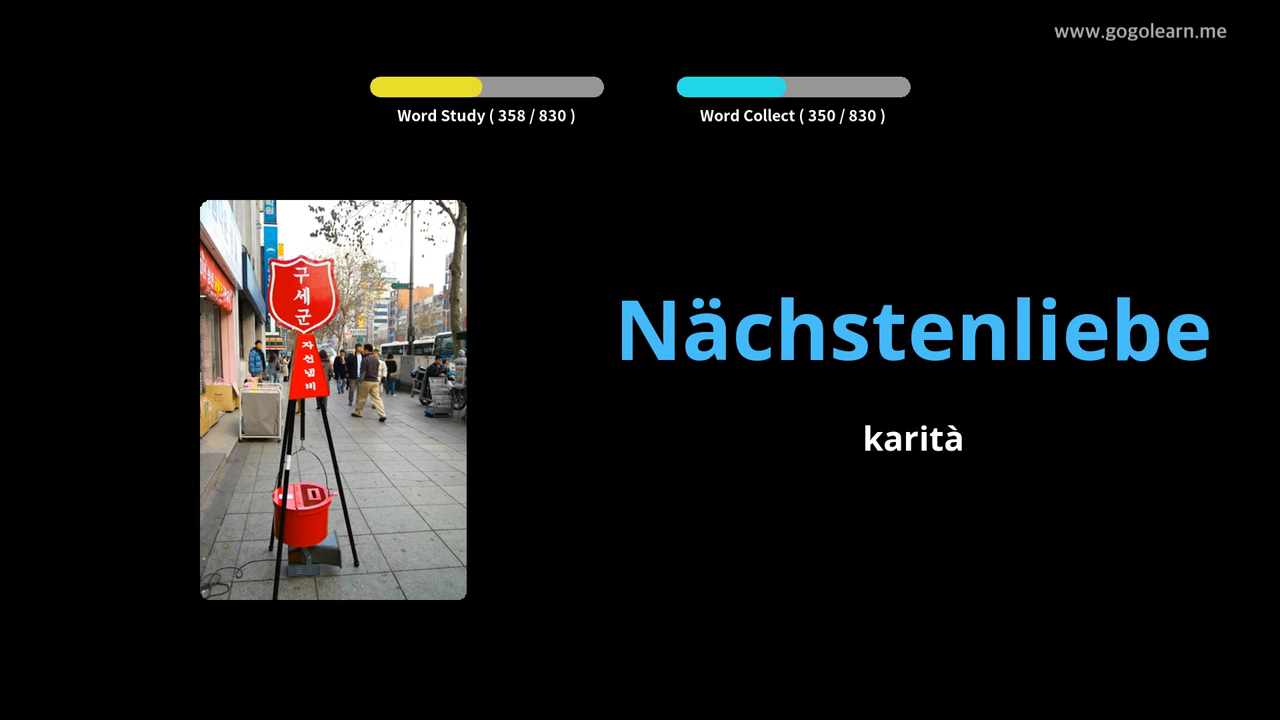 www.gogolearn.me
Word Study ( 358 / 830 )
Word Collect ( 350 / 830 )
구
세
군
자
선
냄
비
Nächstenliebe
karità